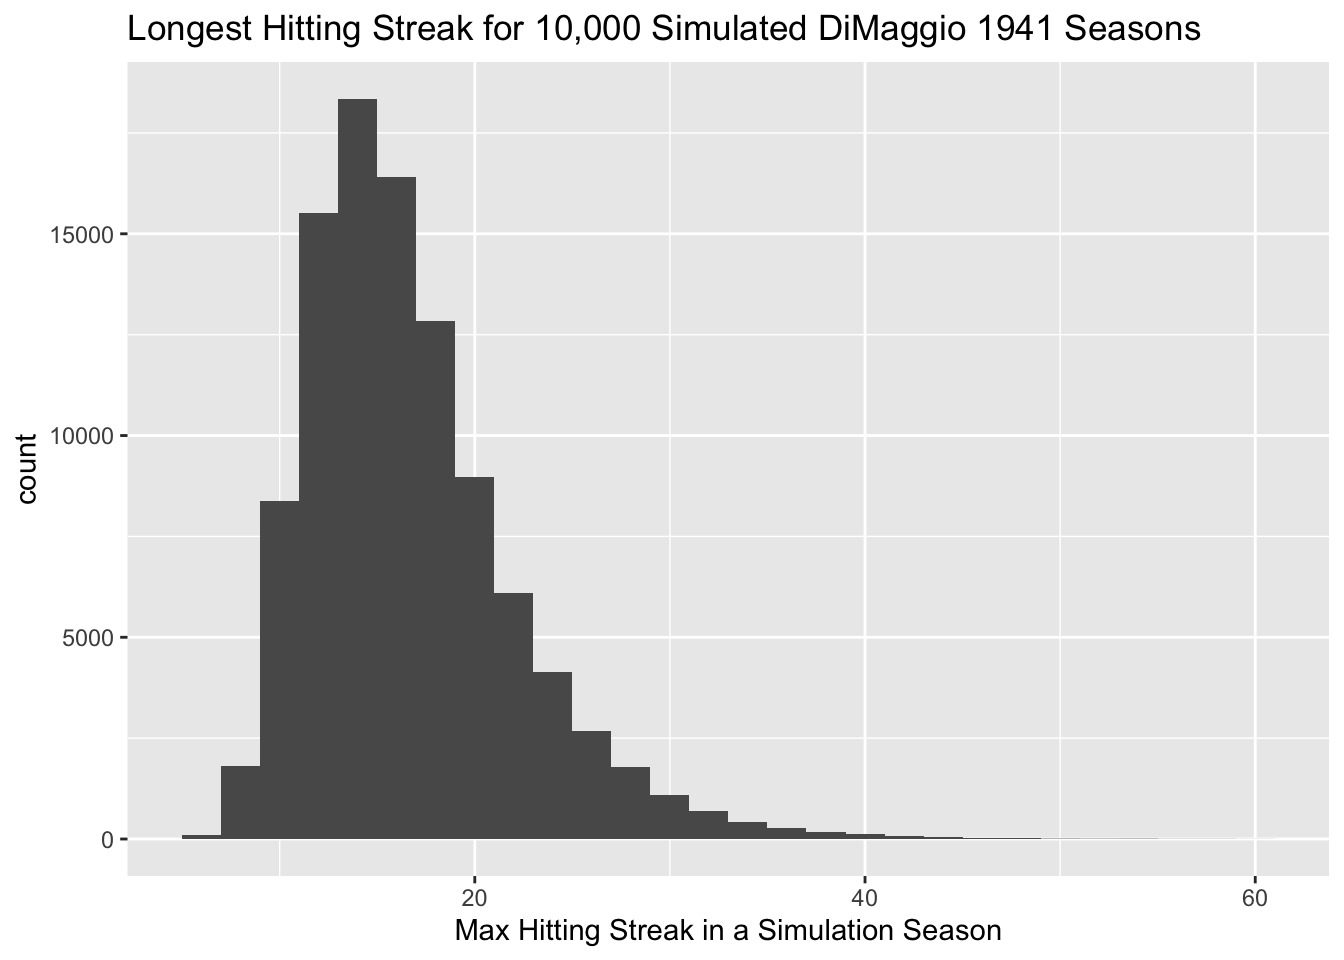 Longest Hitting Streak for 10,000 Simulated DiMaggio 1941 Seasons
count
15000
10000
5000
0
20 40 60
Max Hitting Streak in a Simulation Season